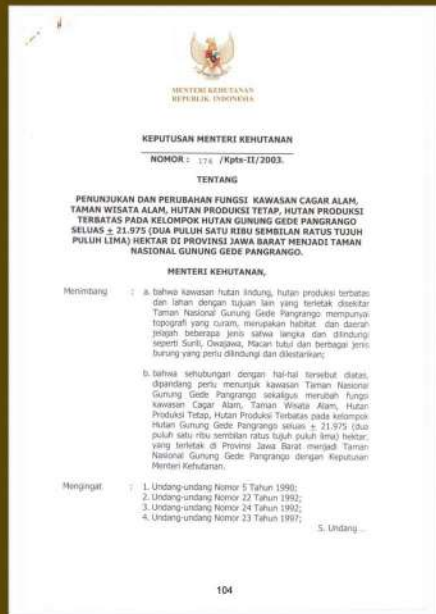 MENTERI KEHUTANAN
REPUBLIK INDONESIA
KEPUTUSAN MENTERI KEHUTANAN
NOMOR : 174 /Kpts-II/2003.
TENTANG
PENUNJUKAN DAN PERUBAHAN FUNGSI KAWASAN CAGAR ALAM,
TAMAN WISATA ALAM, HUTAN PRODUKSI TETAP, HUTAN PRODUKSI
TERBATAS PADA KELOMPOK HUTAN GUNUNG GEDE PANGRANGO
SELUAS ± 21.975 (DUA PULUH SATU RIBU SEMBILAN RATUS TUJUH
PULUH LIMA) HEKTAR DI PROVINSI JAWA BARAT MENJADI TAMAN
NASIONAL GUNUNG GEDE PANGRANGO.
MENTERI KEHUTANAN,
Menimbang : a. bahwa kawasan hutan lindung, hutan produksi terbatas
dan lahan dengan tujuan lain yang terletak disekitar
Taman Nasional Gunung Gede Pangrango mempunyai
topografi yang curam, merupakan habitat dan daerah
jelajah beberapa jenis satwa langka dan dilindungi
seperti Surili, Owajawa, Macan tutul dan berbagai jenis
burung yang perlu dilindungi dan dilestarikan;
b. bahwa sehubungan dengan hal-hal tersebut diatas,
dipandang perlu menunjuk kawasan Taman Nasional
Gunung Gede Pangrango sekaligus merubah fungsi
kawasan Cagar Alam, Taman Wisata Alam, Hutan
Produksi Tetap, Hutan Produksi Terbatas pada kelompok
Hutan Gunung Gede Pangrango seluas ± 21.975 (dua
puluh satu ribu sembilan ratus tujuh puluh lima) hektar,
yang terletak di Provinsi Jawa Barat menjadi Taman
Nasional Gunung Gede Pangrango dengan Keputusan
Menteri Kehutanan.
Mengingat : 1. Undang-undang Nomor 5 Tahun 1990;
2. Undang-undang Nomor 22 Tahun 1992;
3. Undang-undang Nomor 24 Tahun 1992;
4. Undang-undang Nomor 23 Tahun 1997;
5. Undang ...
104